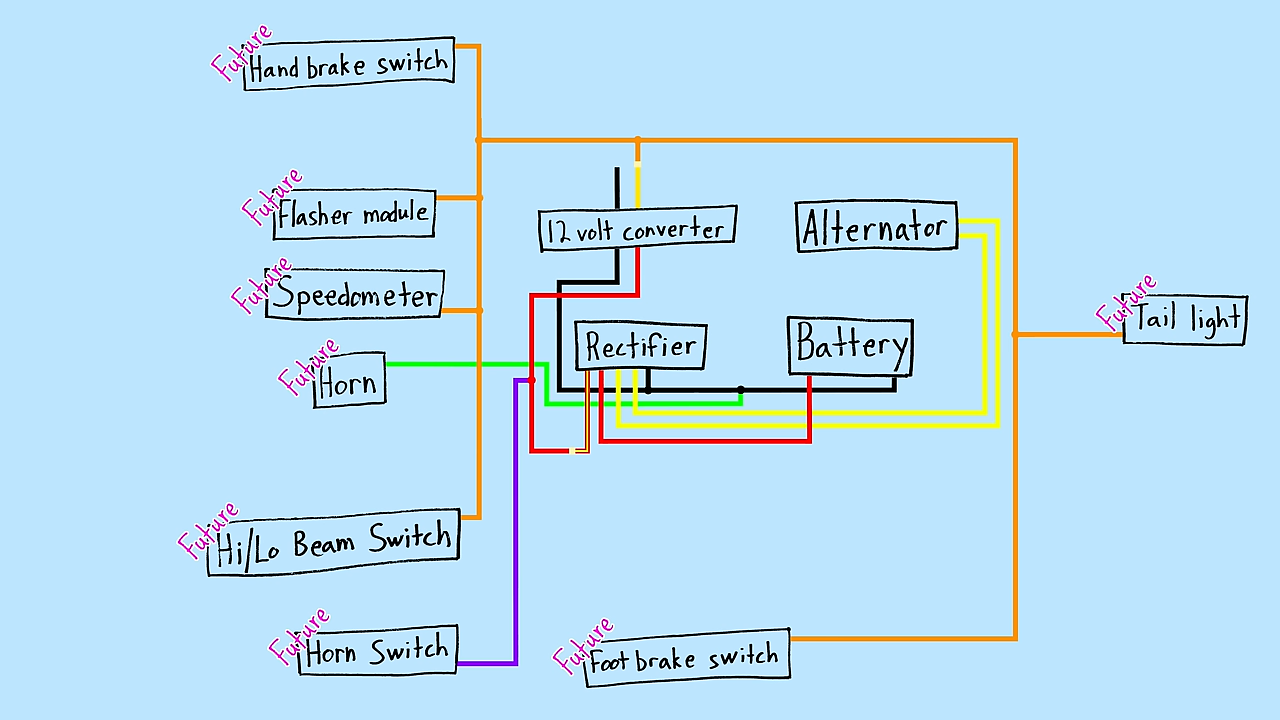 Future
Hand brake switch
Future
Flasher module
12 volt converter
Alternator
Future
Speedometer
Future
Tail light
Rectifier
Battery
Future
Horn
Future
Hi/Lo Beam Switch
Future
Horn Switch
Future
Foot brake switch